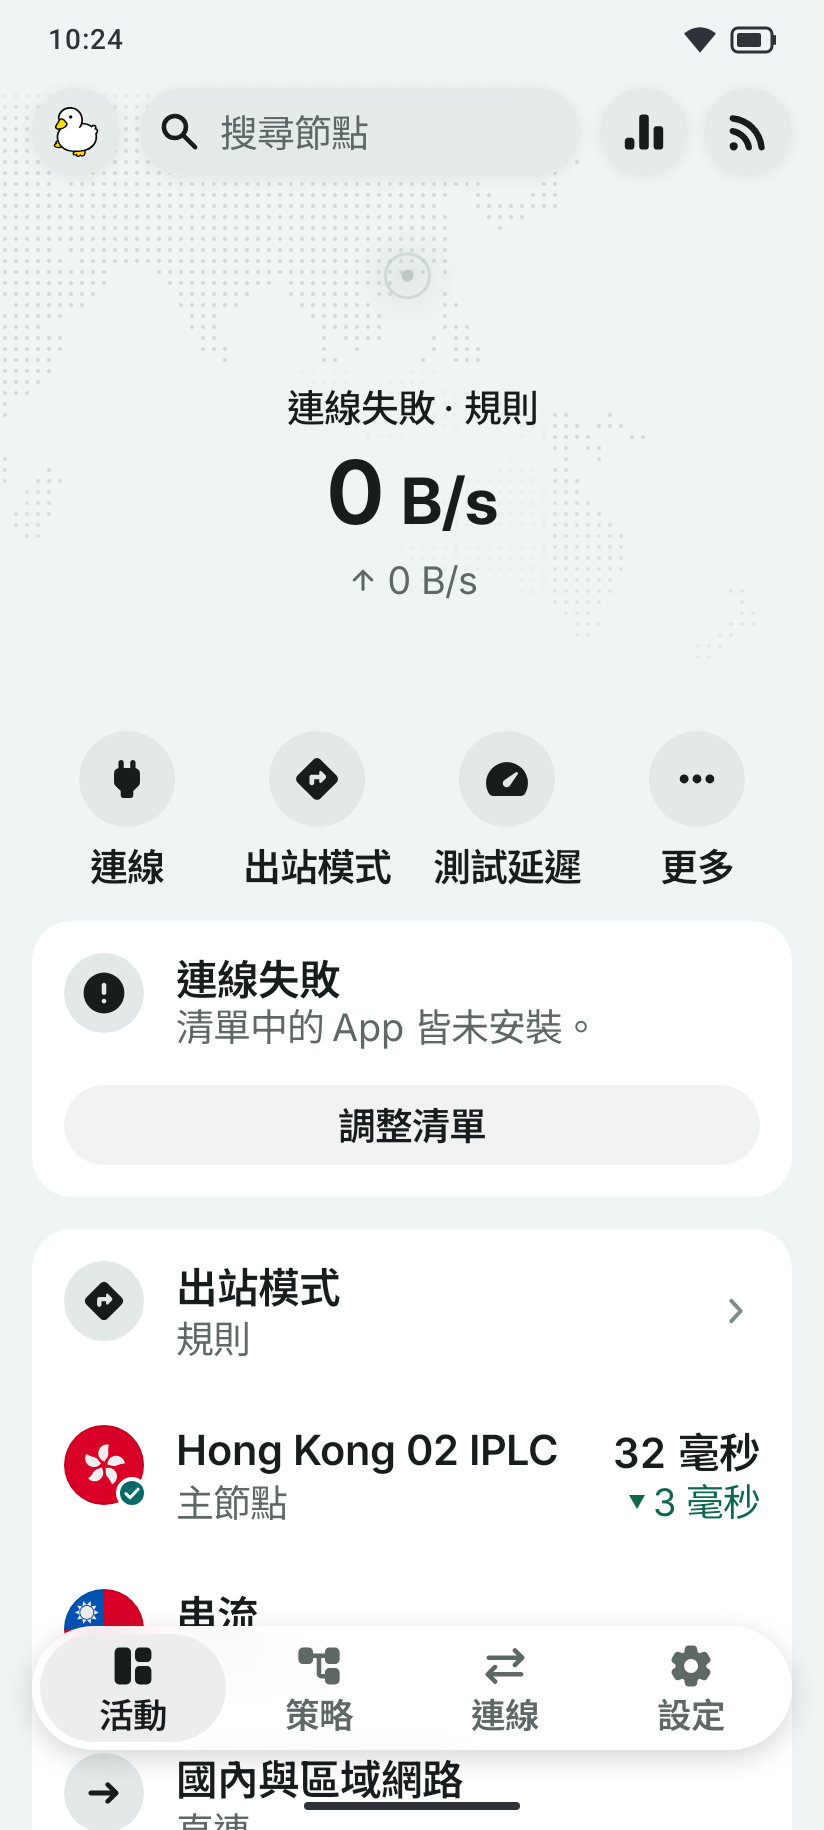 10:24
搜尋節點
連線失敗 · 規則
0 B/s
↑ 0 B/s
連線
出站模式
測試延遲
更多
連線失敗
清單中的 App 皆未安裝。
調整清單
出站模式
規則
Hong Kong 02 IPLC
32 毫秒
主節點
▼3 毫秒
串流
活動
策略
連線
設定
國內與區域網路
直連